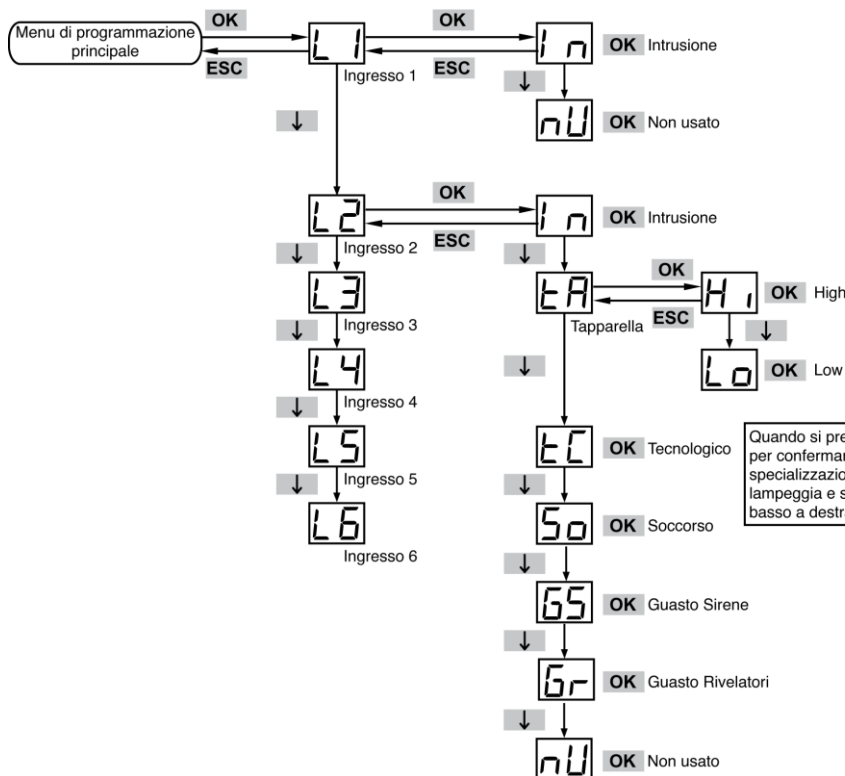 Menu di programmazione
principale
OK
ESC
L1
Ingresso 1
OK
ESC
In
OK Intrusione
↓
nU
OK Non usato
↓
L2
Ingresso 2
OK
ESC
In
OK Intrusione
↓
L3
Ingresso 3
↓
L4
Ingresso 4
↓
L5
Ingresso 5
↓
L6
Ingresso 6
↓
tA
Tapparella
OK
ESC
Hi
OK High
↓
Lo
OK Low
↓
tC
OK Tecnologico
↓
So
OK Soccorso
↓
GS
OK Guasto Sirene
↓
Gr
OK Guasto Rivelatori
↓
nU
OK Non usato
Quando si pre
per confermar
specializzazio
lampeggia e s
basso a destra